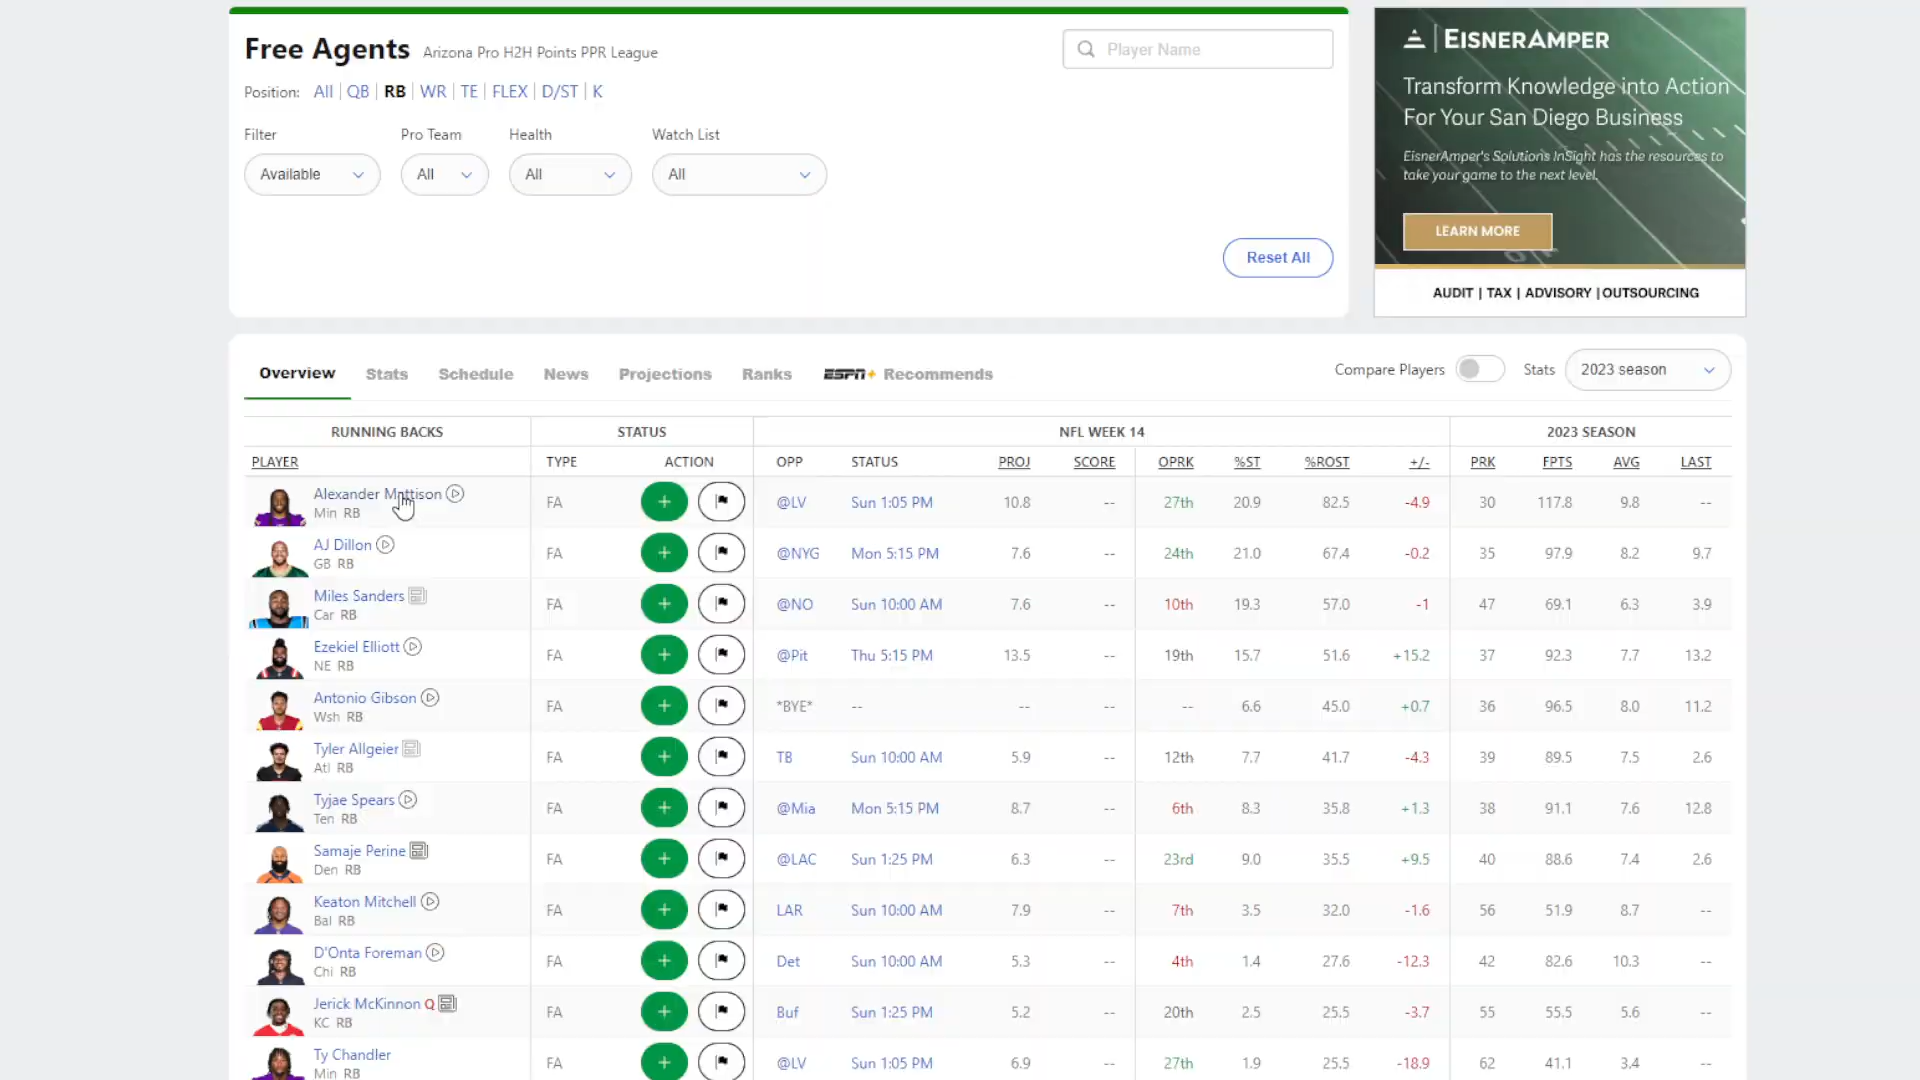 Free Agents Arizona Pro H2H Points PPR League
Player Name
Position: All QB RB WR TE FLEX D/ST K
Filter Pro Team Health Watch List
Available All All All
Reset All
EISNERAMPER
Transform Knowledge into Action
For Your San Diego Business
EisnerAmper's Solutions InSight has the resources to
take your game to the next level.
LEARN MORE
AUDIT | TAX | ADVISORY | OUTSOURCING
Overview Stats Schedule News Projections Ranks ESPN+ Recommends
Compare Players Stats 2023 season
RUNNING BACKS STATUS NFL WEEK 14 2023 SEASON
PLAYER TYPE ACTION OPP STATUS PROJ SCORE OPRK %ST %ROST +/- PRK FPTS AVG LAST
Alexander Mattison
Min RB
FA @LV Sun 1:05 PM 10.8 -- 27th 20.9 82.5 -4.9 30 117.8 9.8 --
AJ Dillon
GB RB
FA @NYG Mon 5:15 PM 7.6 -- 24th 21.0 67.4 -0.2 35 97.9 8.2 9.7
Miles Sanders
Car RB
FA @NO Sun 10:00 AM 7.6 -- 10th 19.3 57.0 -1 47 69.1 6.3 3.9
Ezekiel Elliott
NE RB
FA @Pit Thu 5:15 PM 13.5 -- 19th 15.7 51.6 +15.2 37 92.3 7.7 13.2
Antonio Gibson
Wsh RB
FA *BYE* -- -- -- -- 6.6 45.0 +0.7 36 96.5 8.0 11.2
Tyler Allgeier
Atl RB
FA TB Sun 10:00 AM 5.9 -- 12th 7.7 41.7 -4.3 39 89.5 7.5 2.6
Tyjae Spears
Ten RB
FA @Mia Mon 5:15 PM 8.7 -- 6th 8.3 35.8 +1.3 38 91.1 7.6 12.8
Samaje Perine
Den RB
FA @LAC Sun 1:25 PM 6.3 -- 23rd 9.0 35.5 +9.5 40 88.6 7.4 2.6
Keaton Mitchell
Bal RB
FA LAR Sun 10:00 AM 7.9 -- 7th 3.5 32.0 -1.6 56 51.9 8.7 --
D'Onta Foreman
Chi RB
FA Det Sun 10:00 AM 5.3 -- 4th 1.4 27.6 -12.3 42 82.6 10.3 --
Jerick McKinnon Q
KC RB
FA Buf Sun 1:25 PM 5.2 -- 20th 2.5 25.5 -3.7 55 55.5 5.6 --
Ty Chandler
Min RB
FA @LV Sun 1:05 PM 6.9 -- 27th 1.9 25.5 -18.9 62 41.1 3.4 --